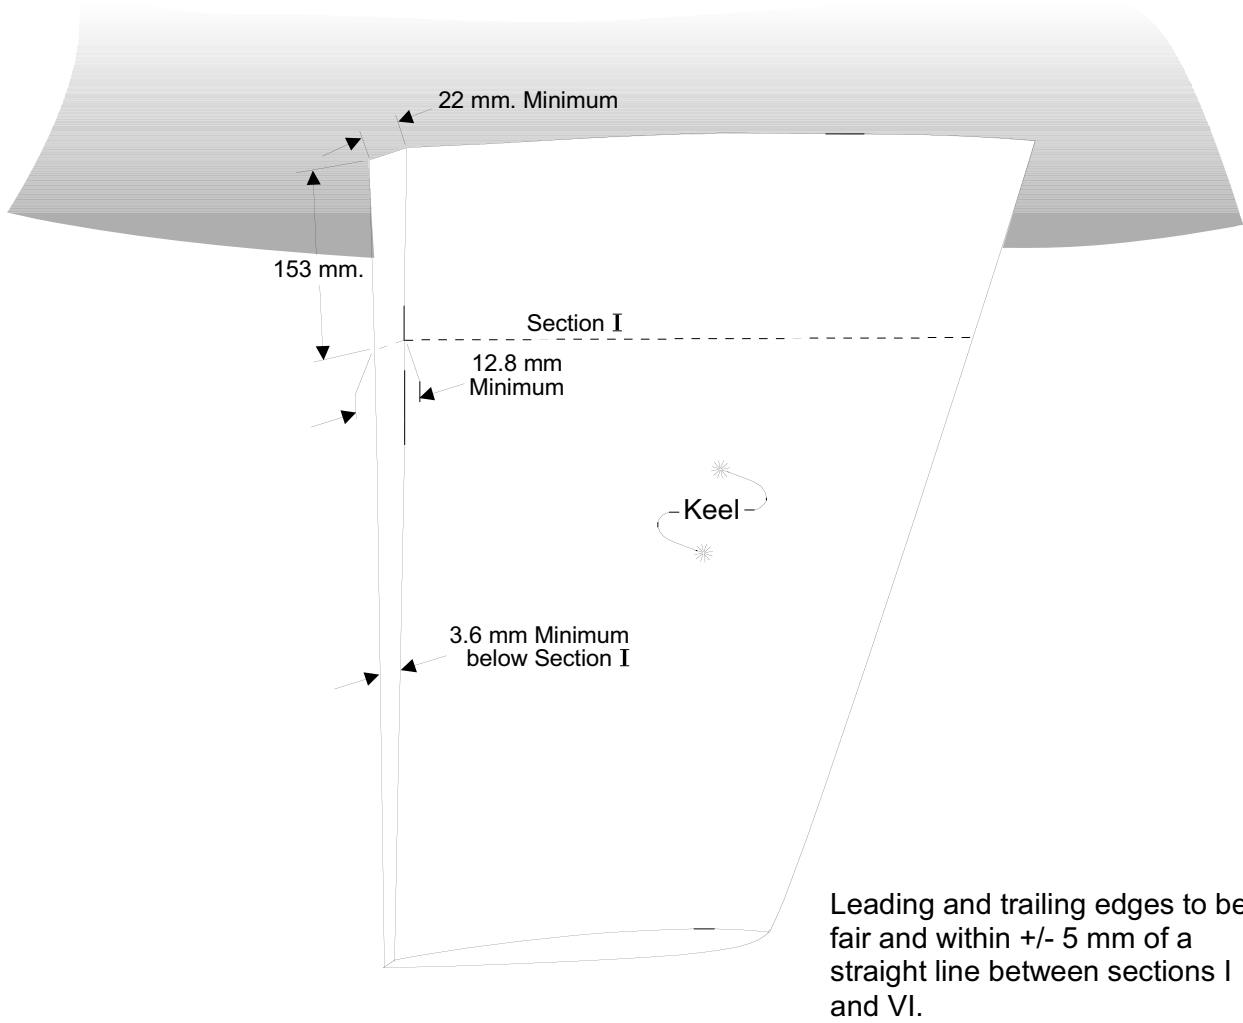 22 mm. Minimum
153 mm.
Section I
12.8 mm
Minimum
Keel
3.6 mm Minimum
below Section I
Leading and trailing edges to be
fair and within +/- 5 mm of a
straight line between sections I
and VI.